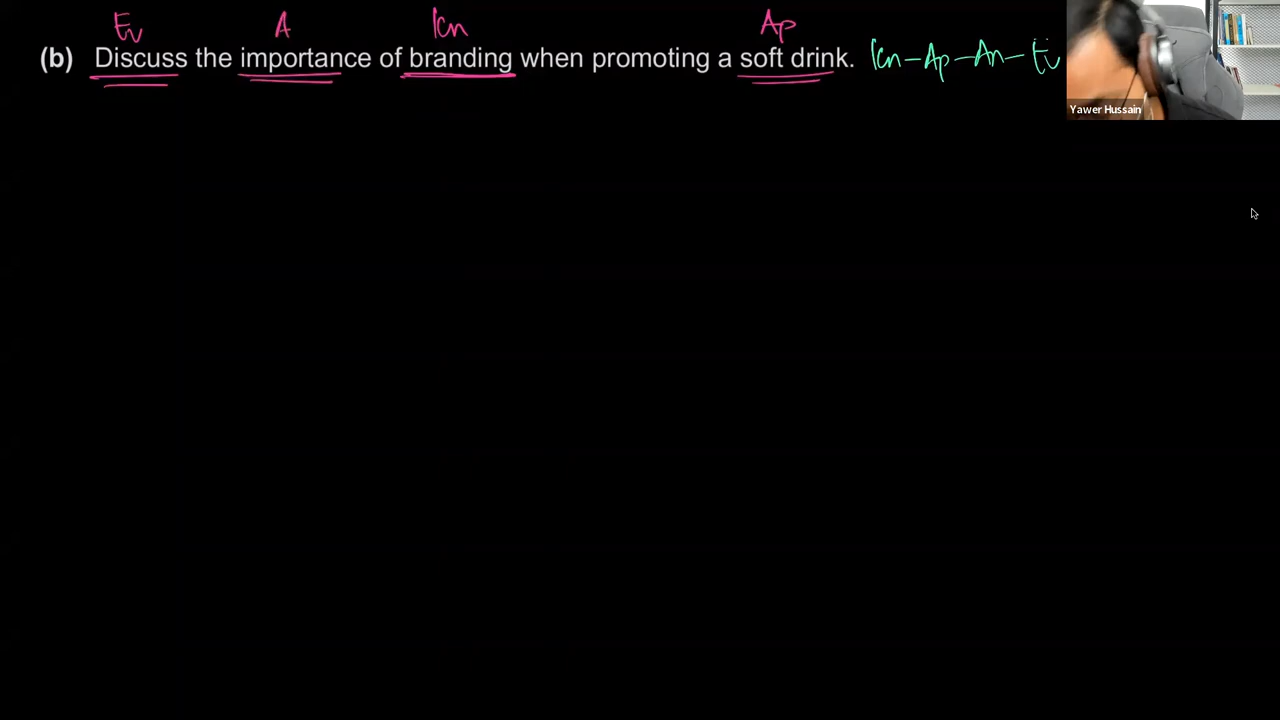 Ev A Kn Ap
(b) Discuss the importance of branding when promoting a soft drink. Kn-Ap-An-Ev
Yawer Hussain